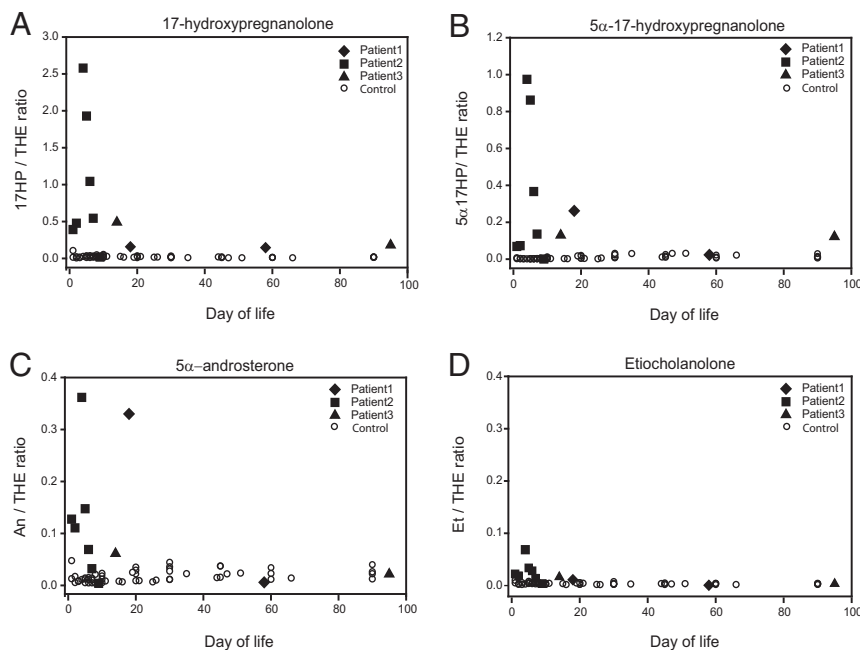 A
17-hydroxypregnanolone
3.0
2.5
2.0
1.5
1.0
0.5
0.0
17HP / THE ratio
Patient1
Patient2
Patient3
Control
0 20 40 60 80 100
Day of life
B
5α-17-hydroxypregnanolone
1.2
1.0
0.8
0.6
0.4
0.2
0.0
5α17HP/ THE ratio
Patient1
Patient2
Patient3
Control
0 20 40 60 80 100
Day of life
C
5α–androsterone
0.4
0.3
0.2
0.1
0.0
An / THE ratio
Patient1
Patient2
Patient3
Control
0 20 40 60 80 100
Day of life
D
Etiocholanolone
0.4
0.3
0.2
0.1
0.0
Et / THE ratio
Patient1
Patient2
Patient3
Control
0 20 40 60 80 100
Day of life